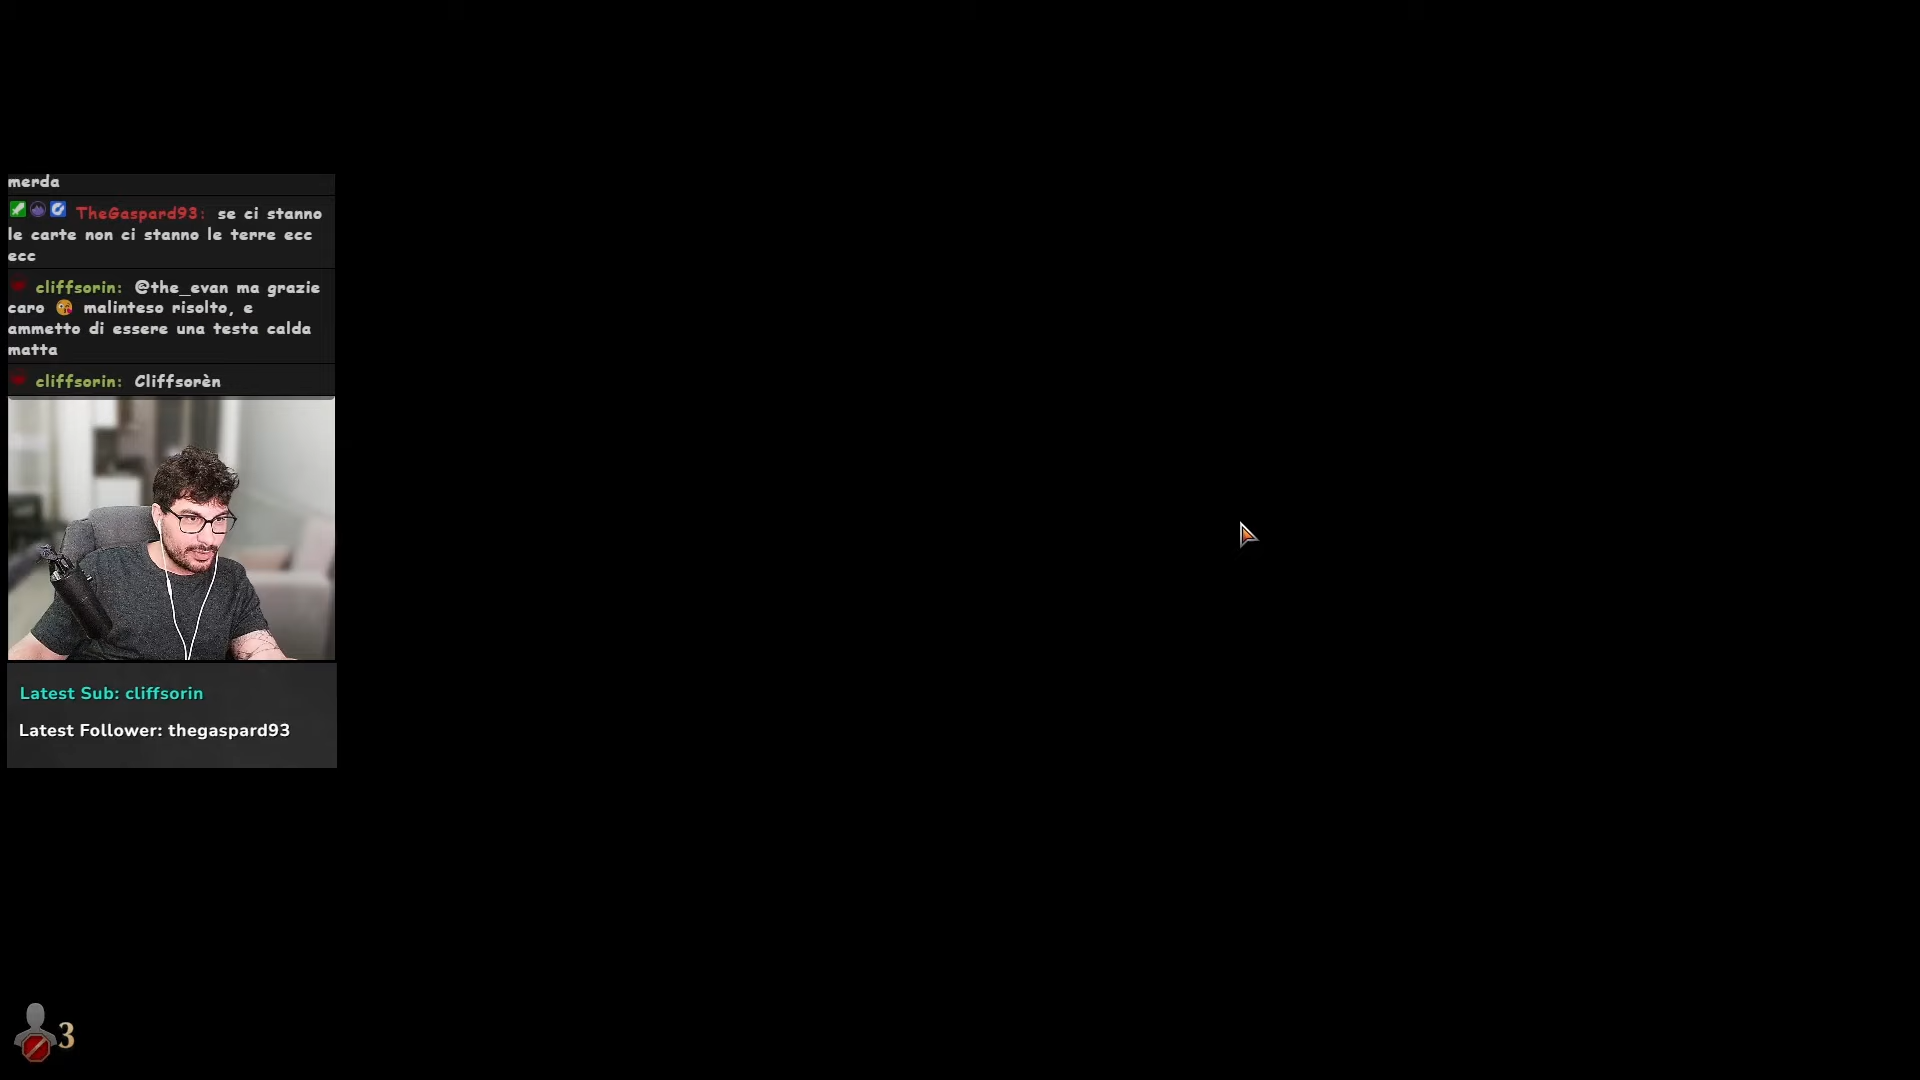 merda
TheGaspard93: se ci stanno
le carte non ci stanno le terre ecc
ecc
cliffsorin: @the_evan ma grazie
caro 😘 malinteso risolto, e
ammetto di essere una testa calda
matta
cliffsorin: Cliffsorèn
Latest Sub: cliffsorin
Latest Follower: thegaspard93
3